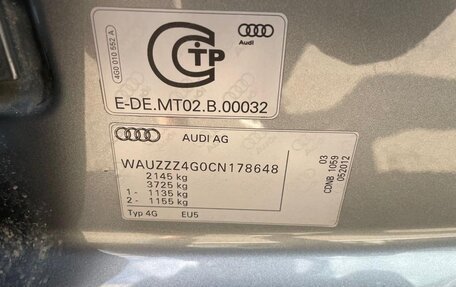 4G0 010 552 A
СТР
Audi
E-DE.MT02.B.00032
AUDI AG
WAUZZZ4G0CN178648
2145 kg
3725 kg
1 - 1135 kg
2 - 1155 kg
Typ 4G EU5
03
CDNB 1059
052012